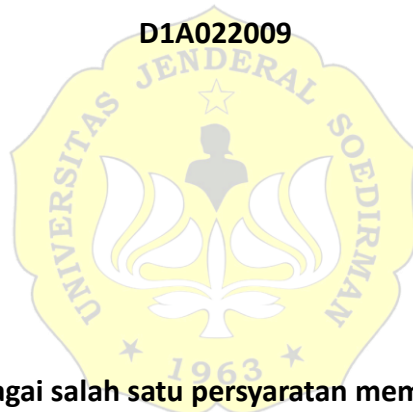 D1A022009
UNIVERSITAS JENDERAL SOEDIRMAN
1963
gai salah satu persyaratan mem